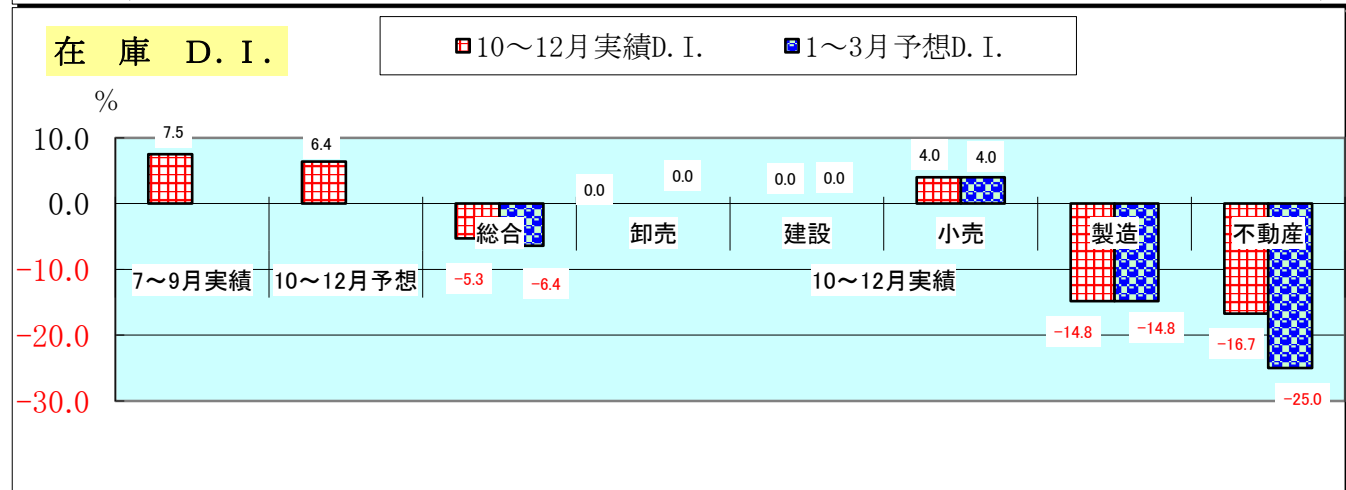 在 庫 D.I.
10～12月実績D.I.
1～3月予想D.I.
%
10.0
0.0
-10.0
-20.0
-30.0
7.5
6.4
-5.3
-6.4
0.0
0.0
0.0
0.0
4.0
4.0
-14.8
-14.8
-16.7
-25.0
総合
卸売
建設
小売
製造
不動産
7～9月実績
10～12月予想
10～12月実績